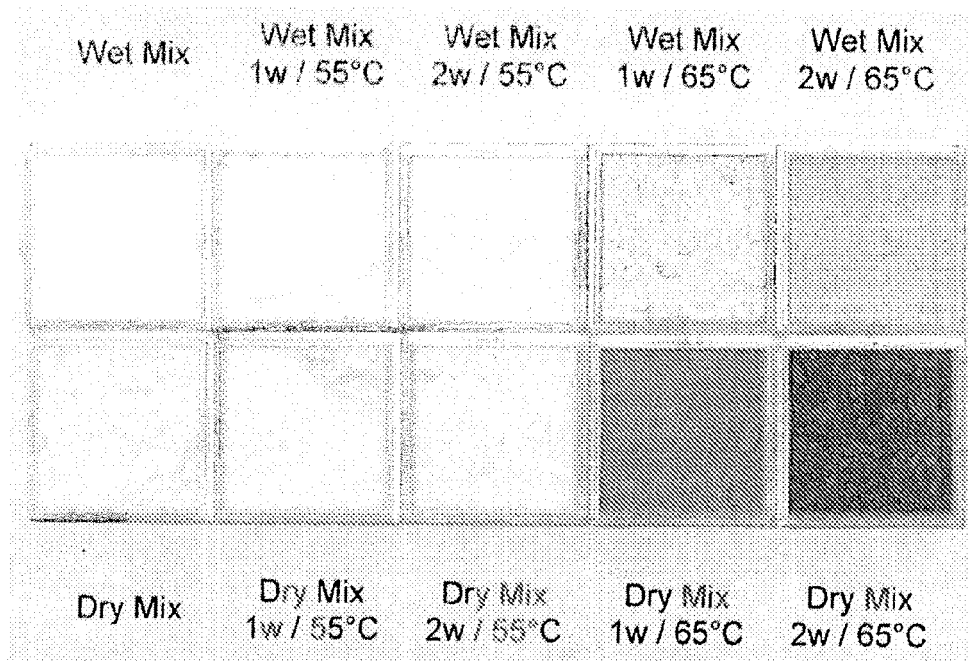 Wet Mix
Wet Mix
1w / 55°C
Wet Mix
2w / 55°C
Wet Mix
1w / 65°C
Wet Mix
2w / 65°C
Dry Mix
Dry Mix
1w / 55°C
Dry Mix
2w / 55°C
Dry Mix
1w / 65°C
Dry Mix
2w / 65°C